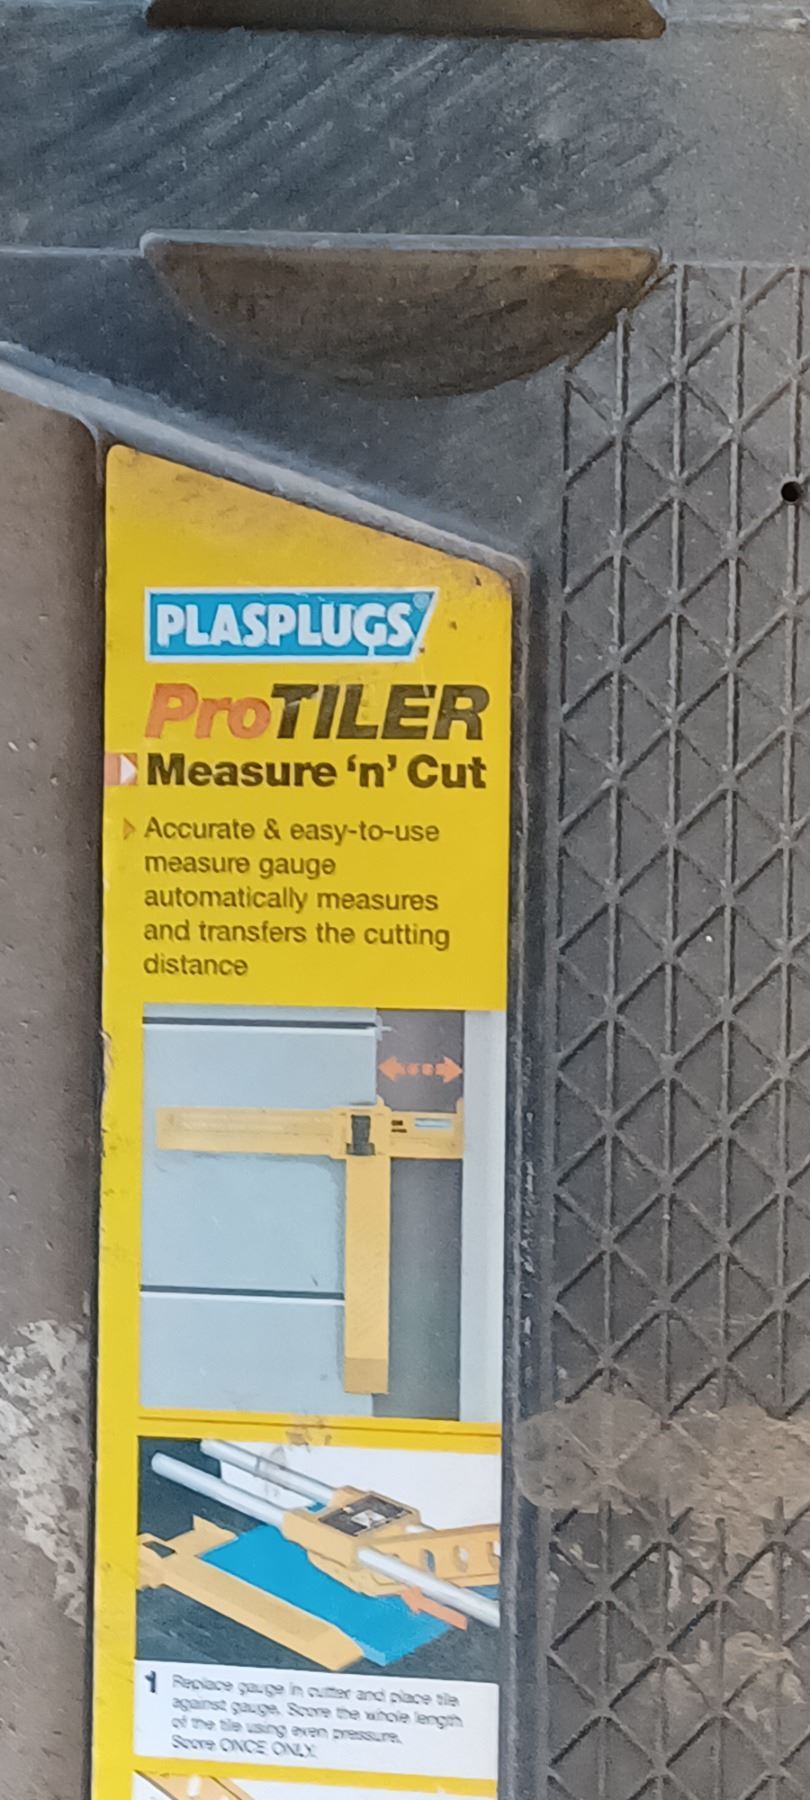 PLASPLUGS®
ProTILER
Measure ‘n’ Cut
Accurate & easy-to-use
measure gauge
automatically measures
and transfers the cutting
distance
1 Replace gauge in cutter and place tile
against gauge. Score the whole length
of the tile using even pressure.
Score ONCE ONLY.